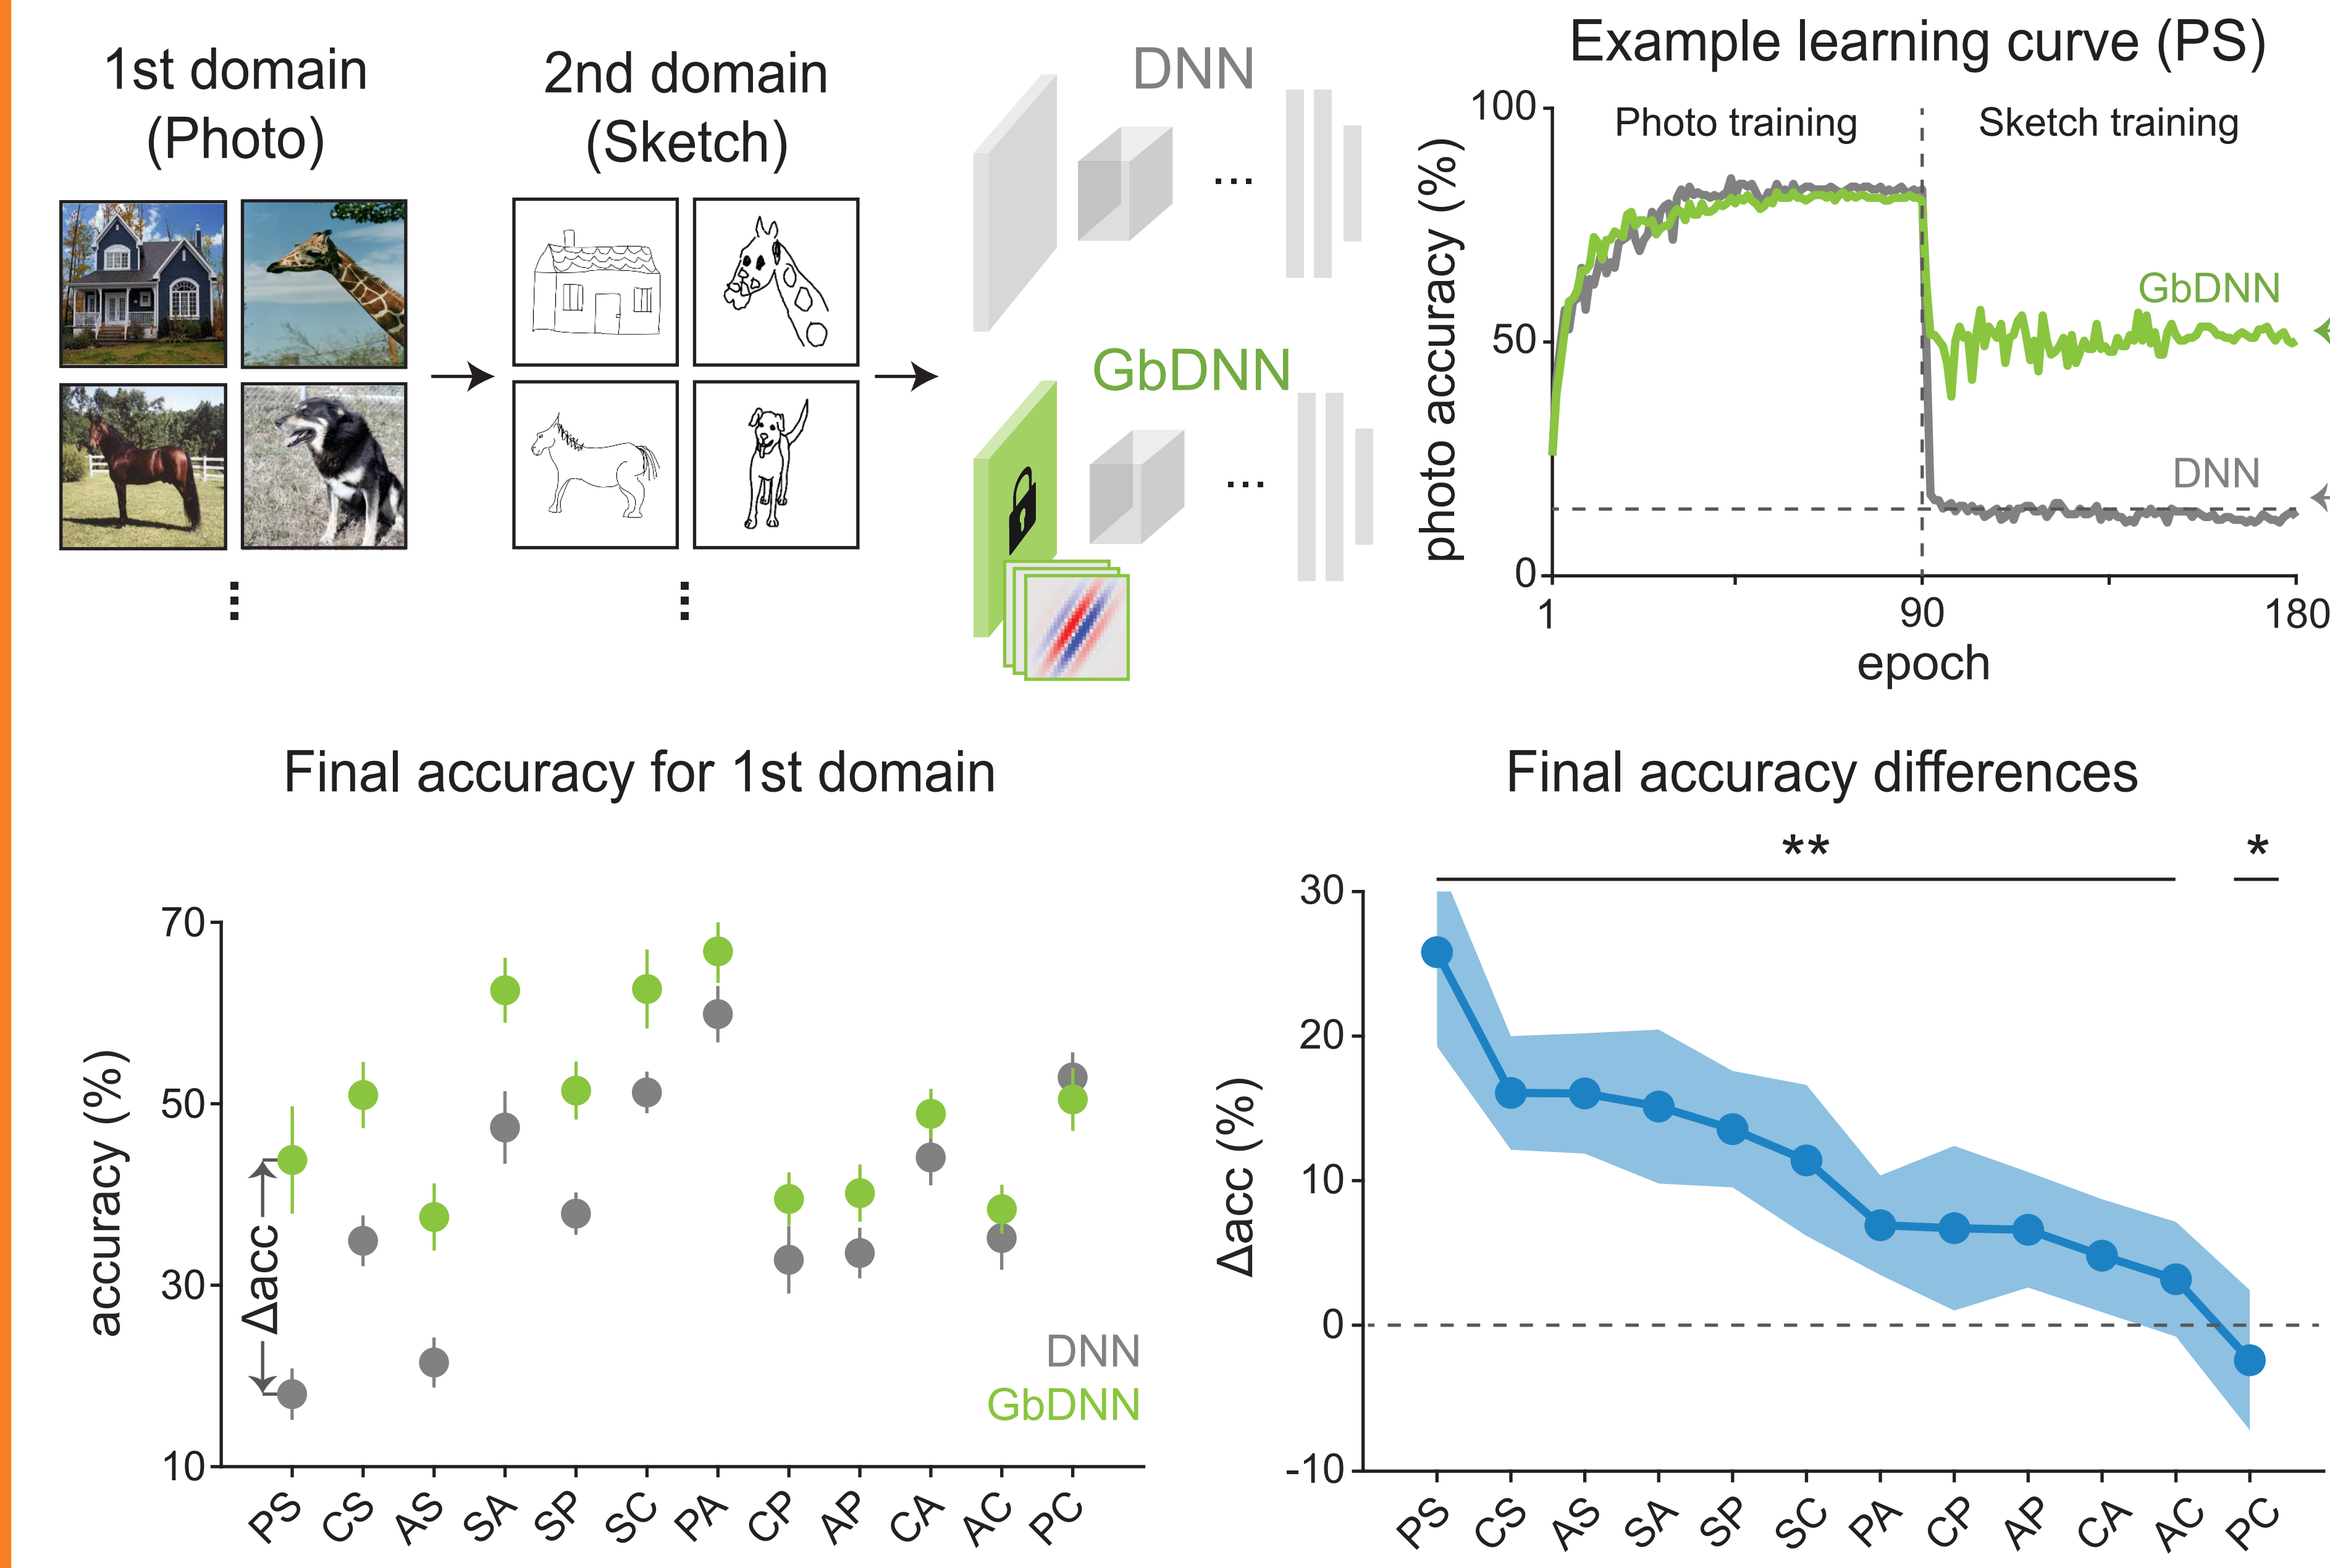 1st domain
(Photo)
2nd domain
(Sketch)
DNN
...
GbDNN
...
Example learning curve (PS)
Photo training
Sketch training
photo accuracy (%)
100
50
0
GbDNN
DNN
1
90
180
epoch
Final accuracy for 1st domain
accuracy (%)
70
50
30
10
Δacc
DNN
GbDNN
PS
CS
AS
SA
SP
SC
PA
CP
AP
CA
AC
PC
Final accuracy differences
**
*
Δacc (%)
30
20
10
0
-10
PS
CS
AS
SA
SP
SC
PA
CP
AP
CA
AC
PC